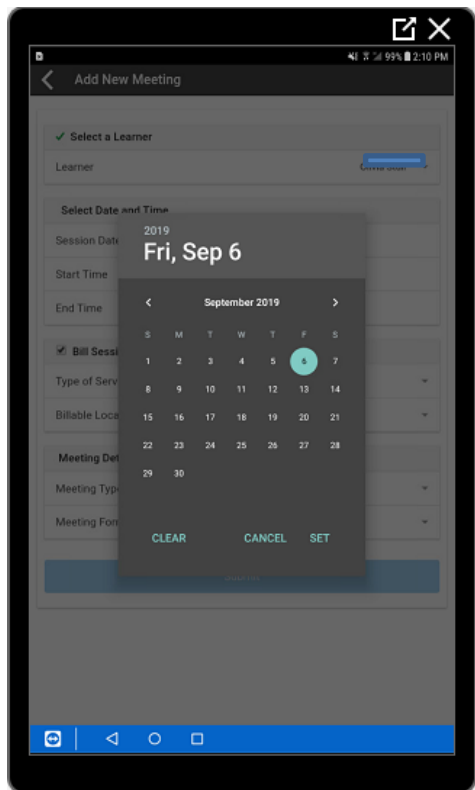 99% 2:10 PM
Add New Meeting
Select a Learner
Learner
Select Date and Time
Session Date
Start Time
End Time
2019
Fri, Sep 6
September 2019
S M T W T F S
1 2 3 4 5 6 7
8 9 10 11 12 13 14
15 16 17 18 19 20 21
22 23 24 25 26 27 28
29 30
CLEAR CANCEL SET
Bill Sessi
Type of Serv
Billable Loca
Meeting Det
Meeting Typ
Meeting For